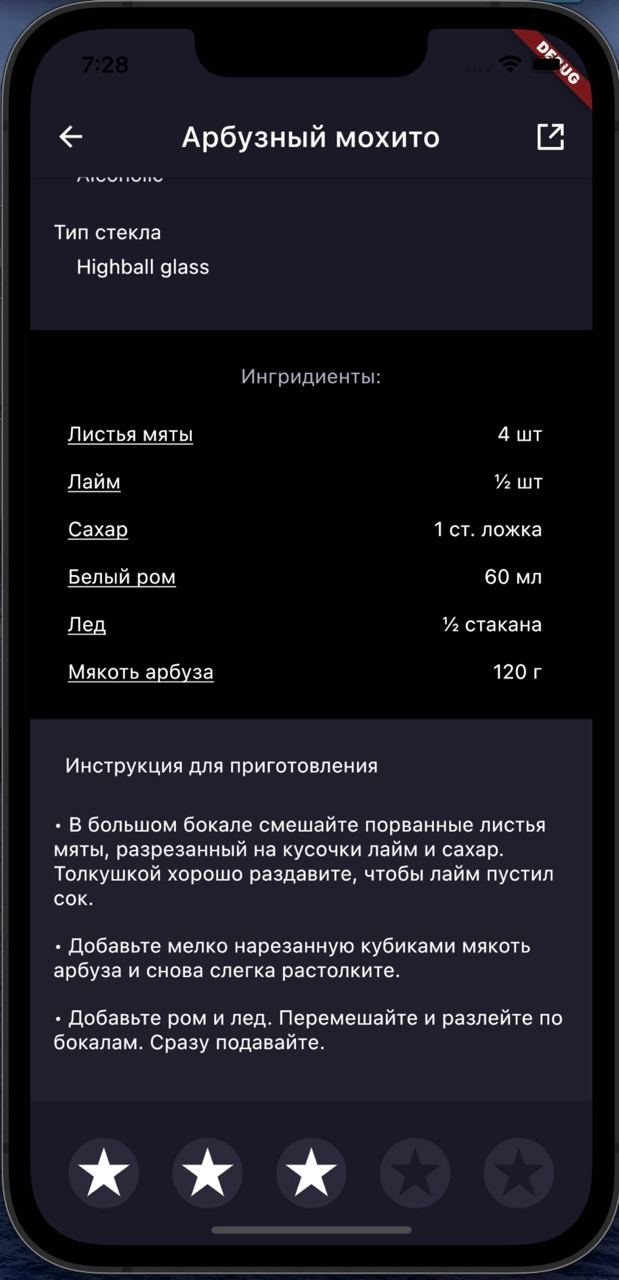 7:28
DEBUG
Арбузный мохито
Alcoholic
Тип стекла
Highball glass
Ингридиенты:
Листья мяты 4 шт
Лайм ½ шт
Сахар 1 ст. ложка
Белый ром 60 мл
Лед ½ стакана
Мякоть арбуза 120 г
Инструкция для приготовления
• В большом бокале смешайте порванные листья
мяты, разрезанный на кусочки лайм и сахар.
Толкушкой хорошо раздавите, чтобы лайм пустил
сок.
• Добавьте мелко нарезанную кубиками мякоть
арбуза и снова слегка растолките.
• Добавьте ром и лед. Перемешайте и разлейте по
бокалам. Сразу подавайте.